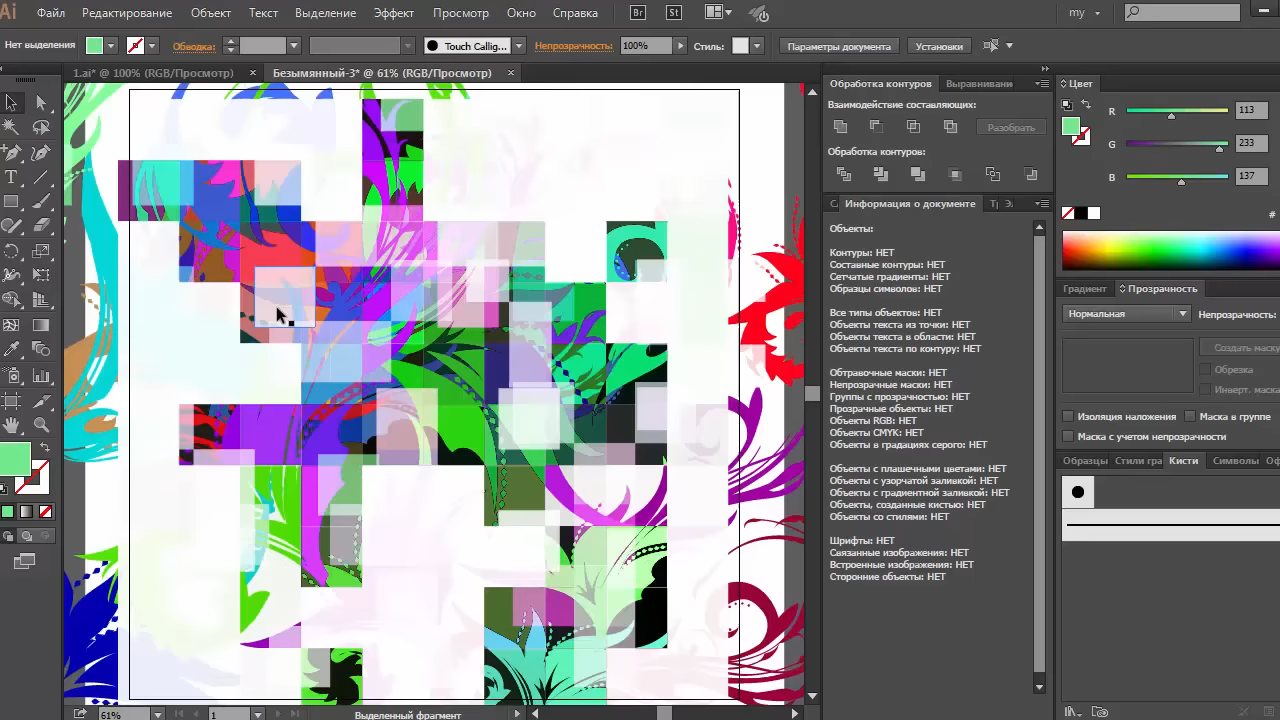 Ai Файл Редактирование Объект Текст Выделение Эффект Просмотр Окно Справка Br St my
Нет выделения Обводка: Touch Callig... Непрозрачность: 100% Стиль: Параметры документа Установки
1.ai* @ 100% (RGB/Просмотр) × Безымянный-3* @ 61% (RGB/Просмотр) ×
Обработка контуров Выравнивани
Взаимодействие составляющих:
Разобрать
Обработка контуров:
Информация о документе
Объекты:
Контуры: НЕТ
Составные контуры: НЕТ
Сетчатые градиенты: НЕТ
Образцы символов: НЕТ
Все типы объектов: НЕТ
Объекты текста из точки: НЕТ
Объекты текста в области: НЕТ
Объекты текста по контуру: НЕТ
Обтравочные маски: НЕТ
Непрозрачные маски: НЕТ
Группы с прозрачностью: НЕТ
Прозрачные объекты: НЕТ
Объекты RGB: НЕТ
Объекты CMYK: НЕТ
Объекты в градациях серого: НЕТ
Объекты с плашечными цветами: НЕТ
Объекты с узорчатой заливкой: НЕТ
Объекты с градиентной заливкой: НЕТ
Объекты, созданные кистью: НЕТ
Объекты со стилями: НЕТ
Шрифты: НЕТ
Связанные изображения: НЕТ
Встроенные изображения: НЕТ
Сторонние объекты: НЕТ
Цвет
R 113
G 233
B 137
#
Градиент Прозрачность
Нормальная Непрозрачность:
Создать маску
Обрезка
Инверт. маска
Изоляция наложения Маска в группе
Маска с учетом непрозрачности
Образцы Стили гра Кисти Символы
61% 1 Выделенный фрагмент